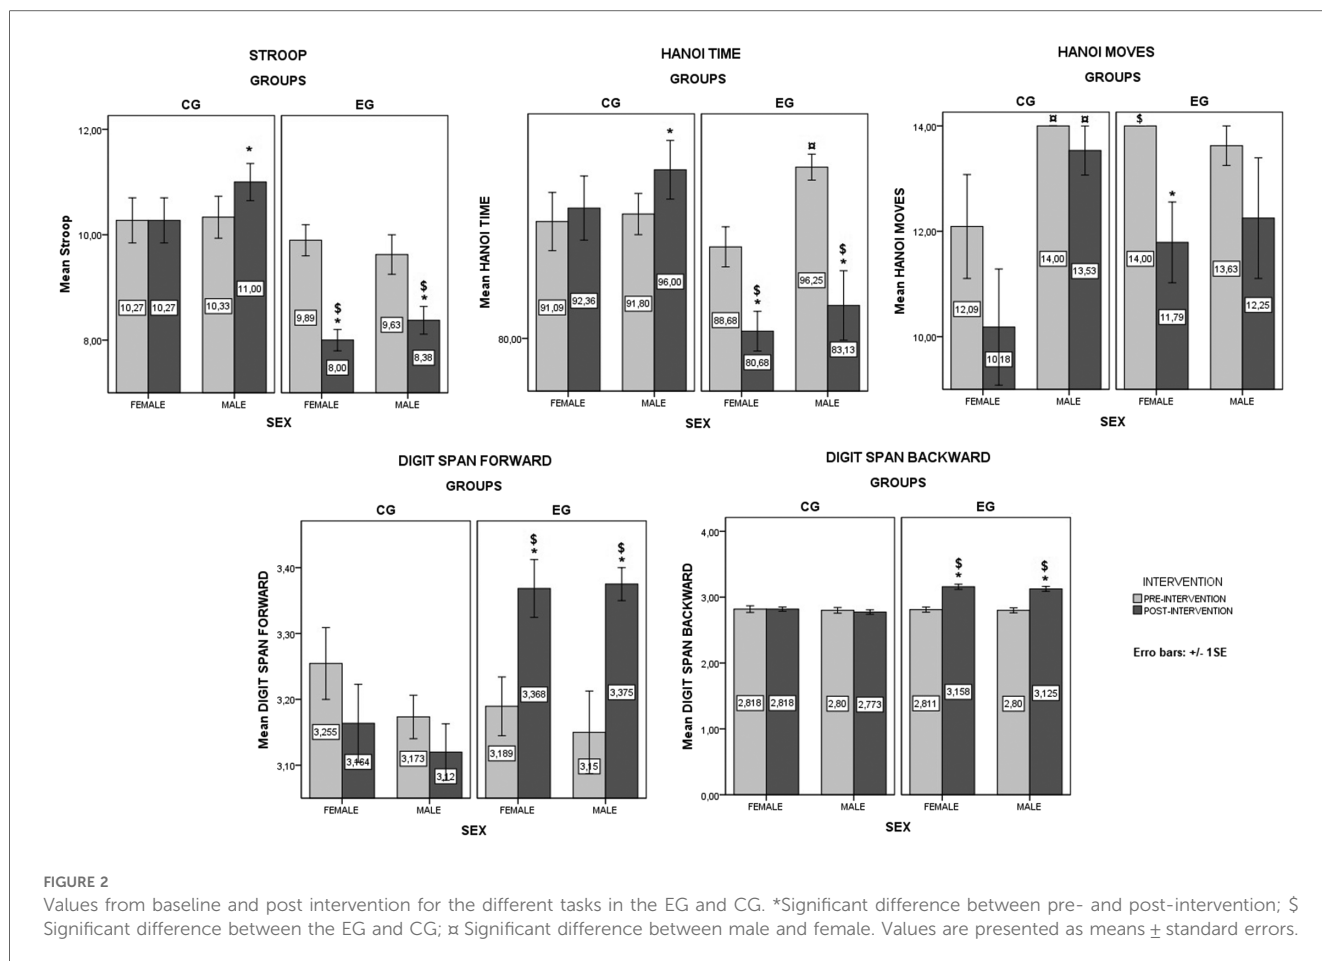 STROOP
GROUPS
CG EG
12,00
10,00
8,00
Mean Stroop
* $ * $ *
10,27 10,27 10,33 11,00 9,89 8,00 9,63 8,38
FEMALE MALE FEMALE MALE
SEX
HANOI TIME
GROUPS
CG EG
80,00
Mean HANOI TIME
* $ * ¤ $ *
91,09 92,36 91,80 96,00 88,68 80,68 96,25 83,13
FEMALE MALE FEMALE MALE
SEX
HANOI MOVES
GROUPS
CG EG
14,00
12,00
10,00
Mean HANOI MOVES
¤ ¤ $ *
12,09 10,18 14,00 13,53 14,00 11,79 13,63 12,25
FEMALE MALE FEMALE MALE
SEX
DIGIT SPAN FORWARD
GROUPS
CG EG
3,40
3,30
3,20
3,10
Mean DIGIT SPAN FORWARD
$ * $ *
3,255 3,164 3,173 3,12 3,189 3,368 3,15 3,375
FEMALE MALE FEMALE MALE
SEX
DIGIT SPAN BACKWARD
GROUPS
CG EG
4,00
3,00
2,00
1,00
0,00
Mean DIGIT SPAN BACKWARD
$ * $ *
2,818 2,818 2,80 2,773 2,811 3,158 2,80 3,125
FEMALE MALE FEMALE MALE
SEX
INTERVENTION
PRE-INTERVENTION
POST-INTERVENTION
Erro bars: +/- 1SE
FIGURE 2
Values from baseline and post intervention for the different tasks in the EG and CG. *Significant difference between pre- and post-intervention; $
Significant difference between the EG and CG; ¤ Significant difference between male and female. Values are presented as means ± standard errors.